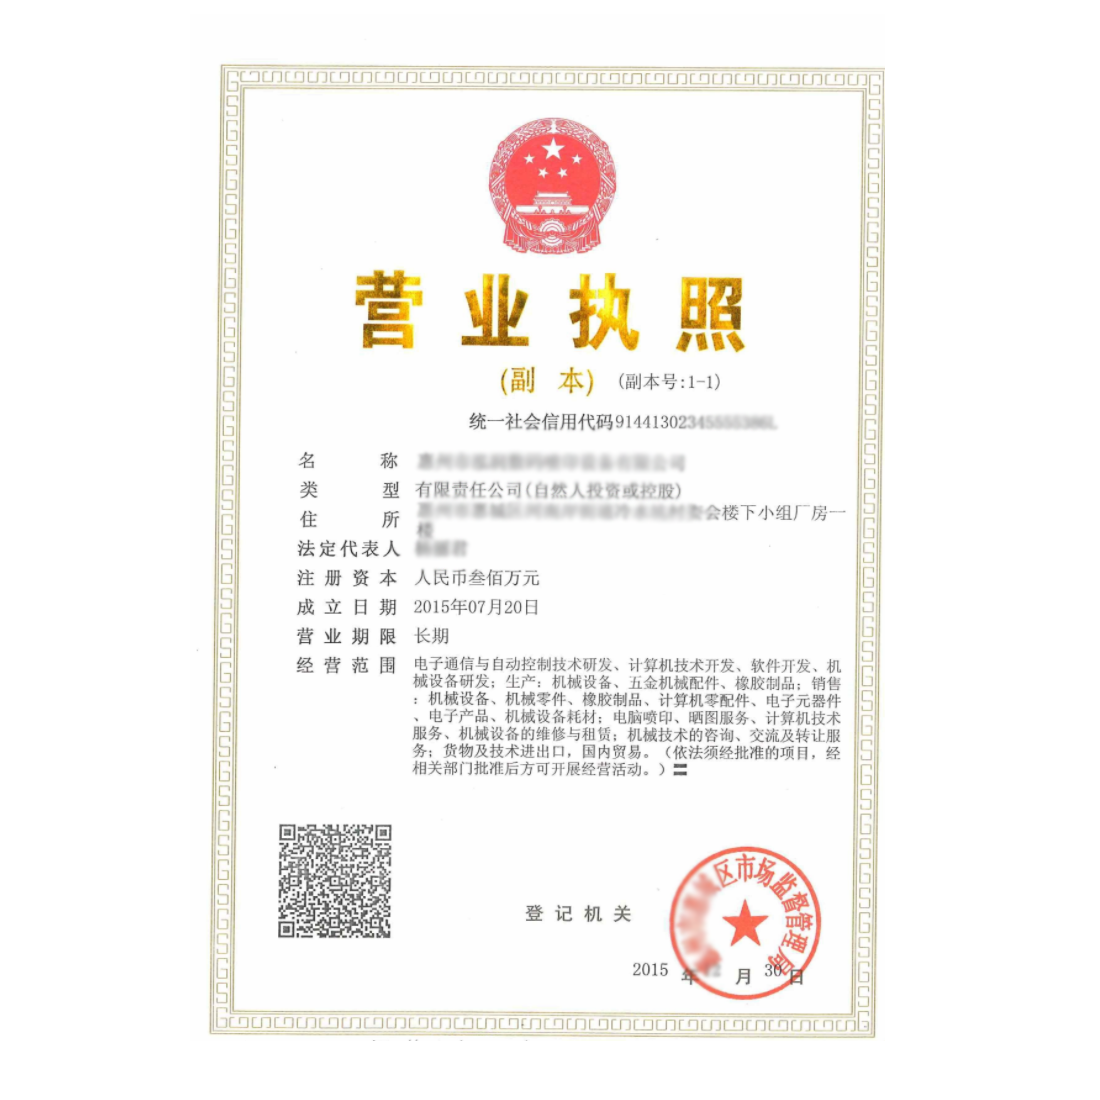 营业执照
(副 本) (副本号:1-1)
统一社会信用代码91441302
名 称
类 型 有限责任公司(自然人投资或控股)
住 所 会楼下小组厂房一
楼
法定代表人
注册资本 人民币叁佰万元
成立日期 2015年07月20日
营业期限 长期
经营范围 电子通信与自动控制技术研发、计算机技术开发、软件开发、机
械设备研发；生产：机械设备、五金机械配件、橡胶制品；销售
：机械设备、机械零件、橡胶制品、计算机零配件、电子元器件
、电子产品、机械设备耗材；电脑喷印、晒图服务、计算机技术
服务、机械设备的维修与租赁；机械技术的咨询、交流及转让服
务；货物及技术进出口，国内贸易。（依法须经批准的项目，经
相关部门批准后方可开展经营活动。）
区市场监督管理局
登记机关
2015 年 月 30 日